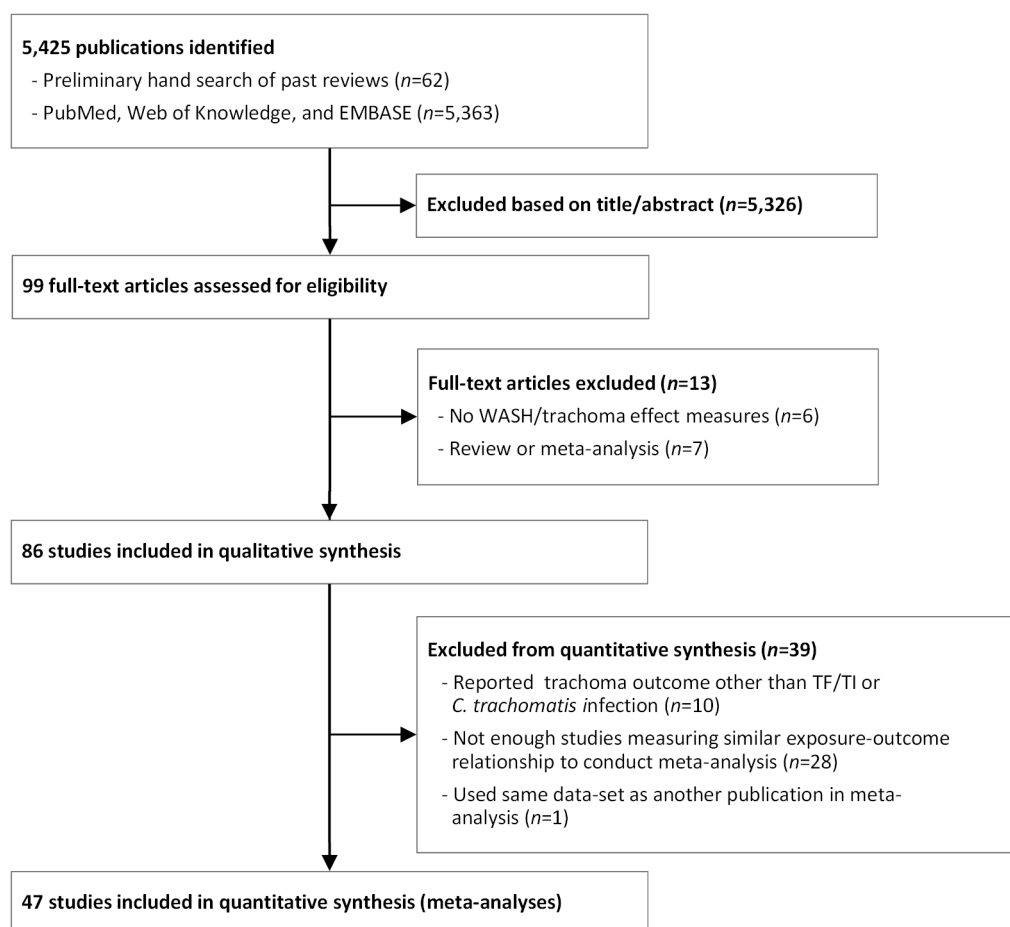 5,425 publications identified
- Preliminary hand search of past reviews (n=62)
- PubMed, Web of Knowledge, and EMBASE (n=5,363)
Excluded based on title/abstract (n=5,326)
99 full-text articles assessed for eligibility
Full-text articles excluded (n=13)
- No WASH/trachoma effect measures (n=6)
- Review or meta-analysis (n=7)
86 studies included in qualitative synthesis
Excluded from quantitative synthesis (n=39)
- Reported trachoma outcome other than TF/TI or
C. trachomatis infection (n=10)
- Not enough studies measuring similar exposure-outcome
relationship to conduct meta-analysis (n=28)
- Used same data-set as another publication in meta-
analysis (n=1)
47 studies included in quantitative synthesis (meta-analyses)